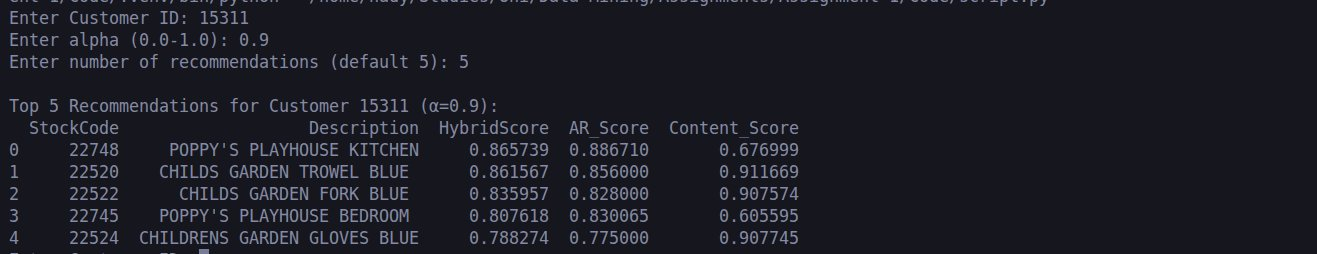 Enter Customer ID: 15311
Enter alpha (0.0-1.0): 0.9
Enter number of recommendations (default 5): 5
Top 5 Recommendations for Customer 15311 (α=0.9):
StockCode Description HybridScore AR_Score Content_Score
0 22748 POPPY'S PLAYHOUSE KITCHEN 0.865739 0.886710 0.676999
1 22520 CHILDS GARDEN TROWEL BLUE 0.861567 0.856000 0.911669
2 22522 CHILDS GARDEN FORK BLUE 0.835957 0.828000 0.907574
3 22745 POPPY'S PLAYHOUSE BEDROOM 0.807618 0.830065 0.605595
4 22524 CHILDRENS GARDEN GLOVES BLUE 0.788274 0.775000 0.907745